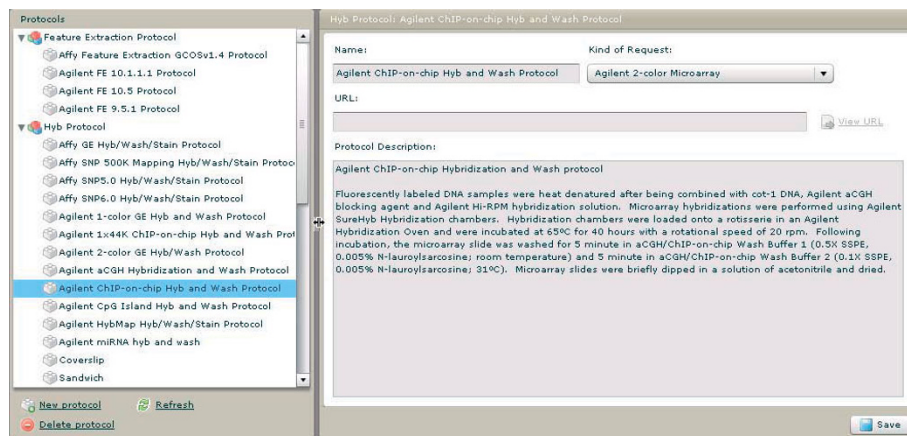 Protocols
Feature Extraction Protocol
Affy Feature Extraction GCOSv1.4 Protocol
Agilent FE 10.1.1.1 Protocol
Agilent FE 10.5 Protocol
Agilent FE 9.5.1 Protocol
Hyb Protocol
Affy GE Hyb/Wash/Stain Protocol
Affy SNP 500K Mapping Hyb/Wash/Stain Protoc
Affy SNP5.0 Hyb/Wash/Stain Protocol
Affy SNP6.0 Hyb/Wash/Stain Protocol
Agilent 1-color GE Hyb and Wash Protocol
Agilent 1x44K ChIP-on-chip Hyb and Wash Prot
Agilent 2-color GE Hyb/Wash Protocol
Agilent aCGH Hybridization and Wash Protocol
Agilent ChIP-on-chip Hyb and Wash Protocol
Agilent CpG Island Hyb and Wash Protocol
Agilent HybMap Hyb/Wash/Stain Protocol
Agilent miRNA hyb and wash
Coverslip
Sandwich
New protocol Refresh
Delete protocol
Hyb Protocol: Agilent ChIP-on-chip Hyb and Wash Protocol
Name: Kind of Request:
Agilent ChIP-on-chip Hyb and Wash Protocol Agilent 2-color Microarray
URL:
View URL
Protocol Description:
Agilent ChIP-on-chip Hybridization and Wash protocol
Fluorescently labeled DNA samples were heat denatured after being combined with cot-1 DNA, Agilent aCGH
blocking agent and Agilent Hi-RPM hybridization solution. Microarray hybridizations were performed using Agilent
SureHyb Hybridization chambers. Hybridization chambers were loaded onto a rotisserie in an Agilent
Hybridization Oven and were incubated at 65ºC for 40 hours with a rotational speed of 20 rpm. Following
incubation, the microarray slide was washed for 5 minute in aCGH/ChIP-on-chip Wash Buffer 1 (0.5X SSPE,
0.005% N-lauroylsarcosine; room temperature) and 5 minute in aCGH/ChIP-on-chip Wash Buffer 2 (0.1X SSPE,
0.005% N-lauroylsarcosine; 31ºC). Microarray slides were briefly dipped in a solution of acetonitrile and dried.
Save